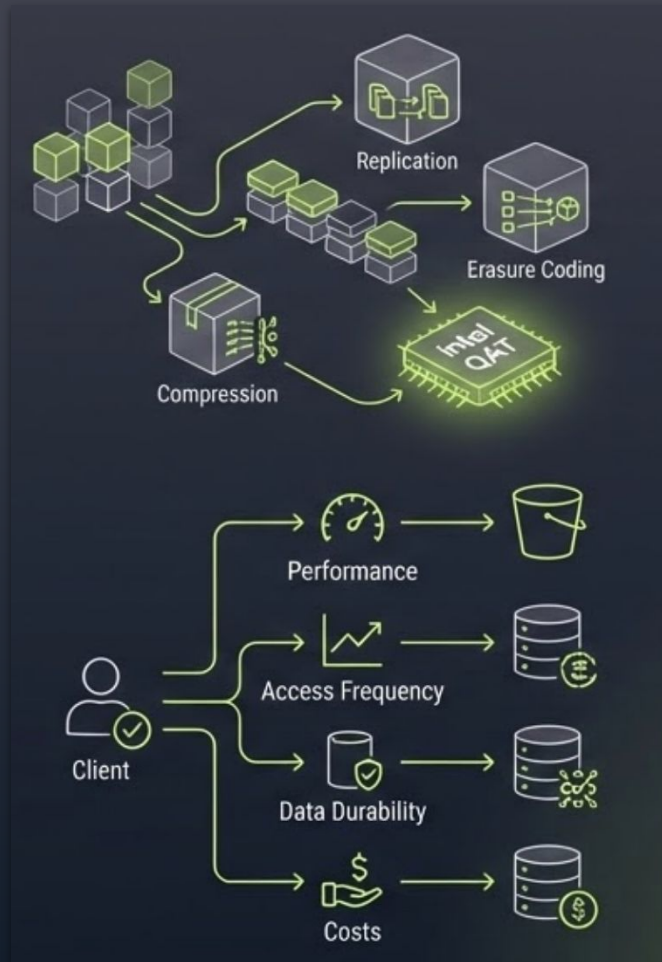 Replication
Erasure Coding
Compression
Intel
QAT
Performance
Access Frequency
Client
Data Durability
Costs